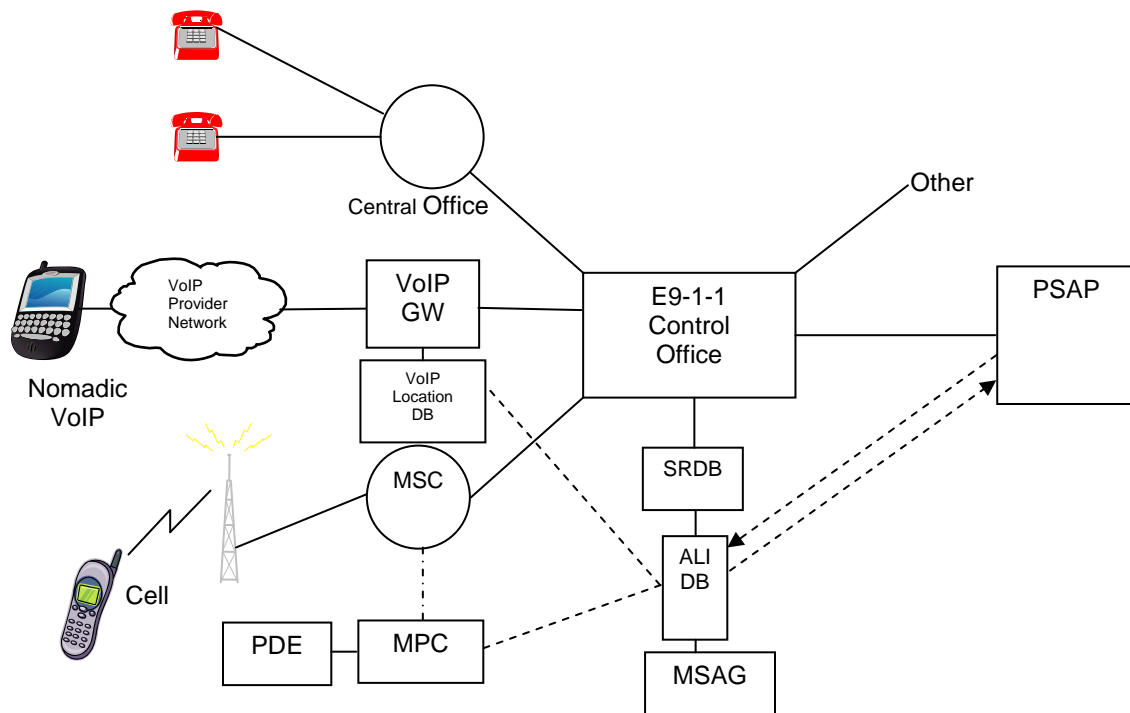 Central Office
Other
VoIP
Provider
Network
VoIP
GW
E9-1-1
Control
Office
PSAP
Nomadic
VoIP
VoIP
Location
DB
MSC
SRDB
ALI
DB
Cell
PDE
MPC
MSAG